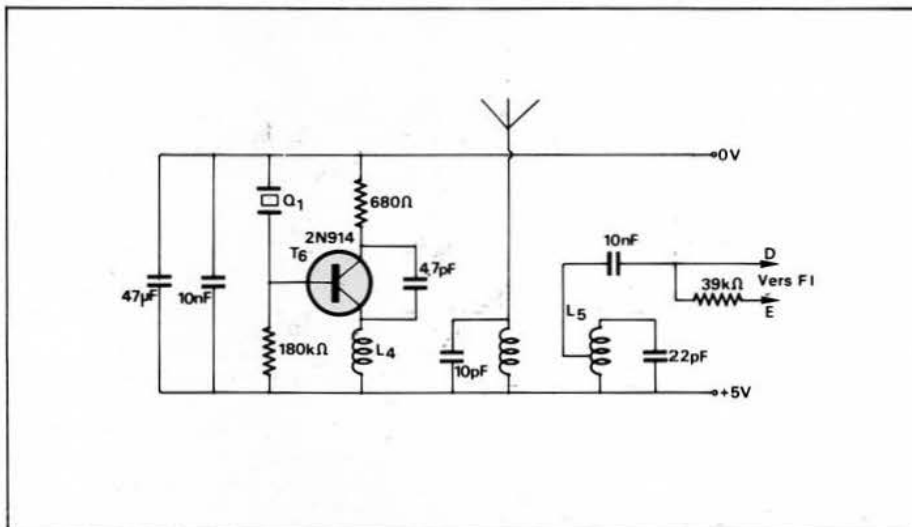 0V
Q1
680Ω
2N914
T6
4,7pF
10nF
D
Vers FI
39kΩ
E
47µF
10nF
180kΩ
L4
10pF
L5
22pF
+5V